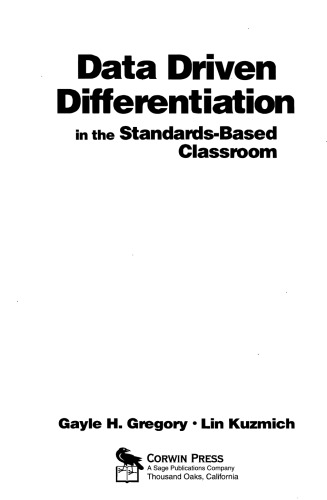 Data Driven
Differentiation
in the Standards-Based
Classroom
Gayle H. Gregory • Lin Kuzmich
CORWIN PRESS
A Sage Publications Company
Thousand Oaks, California